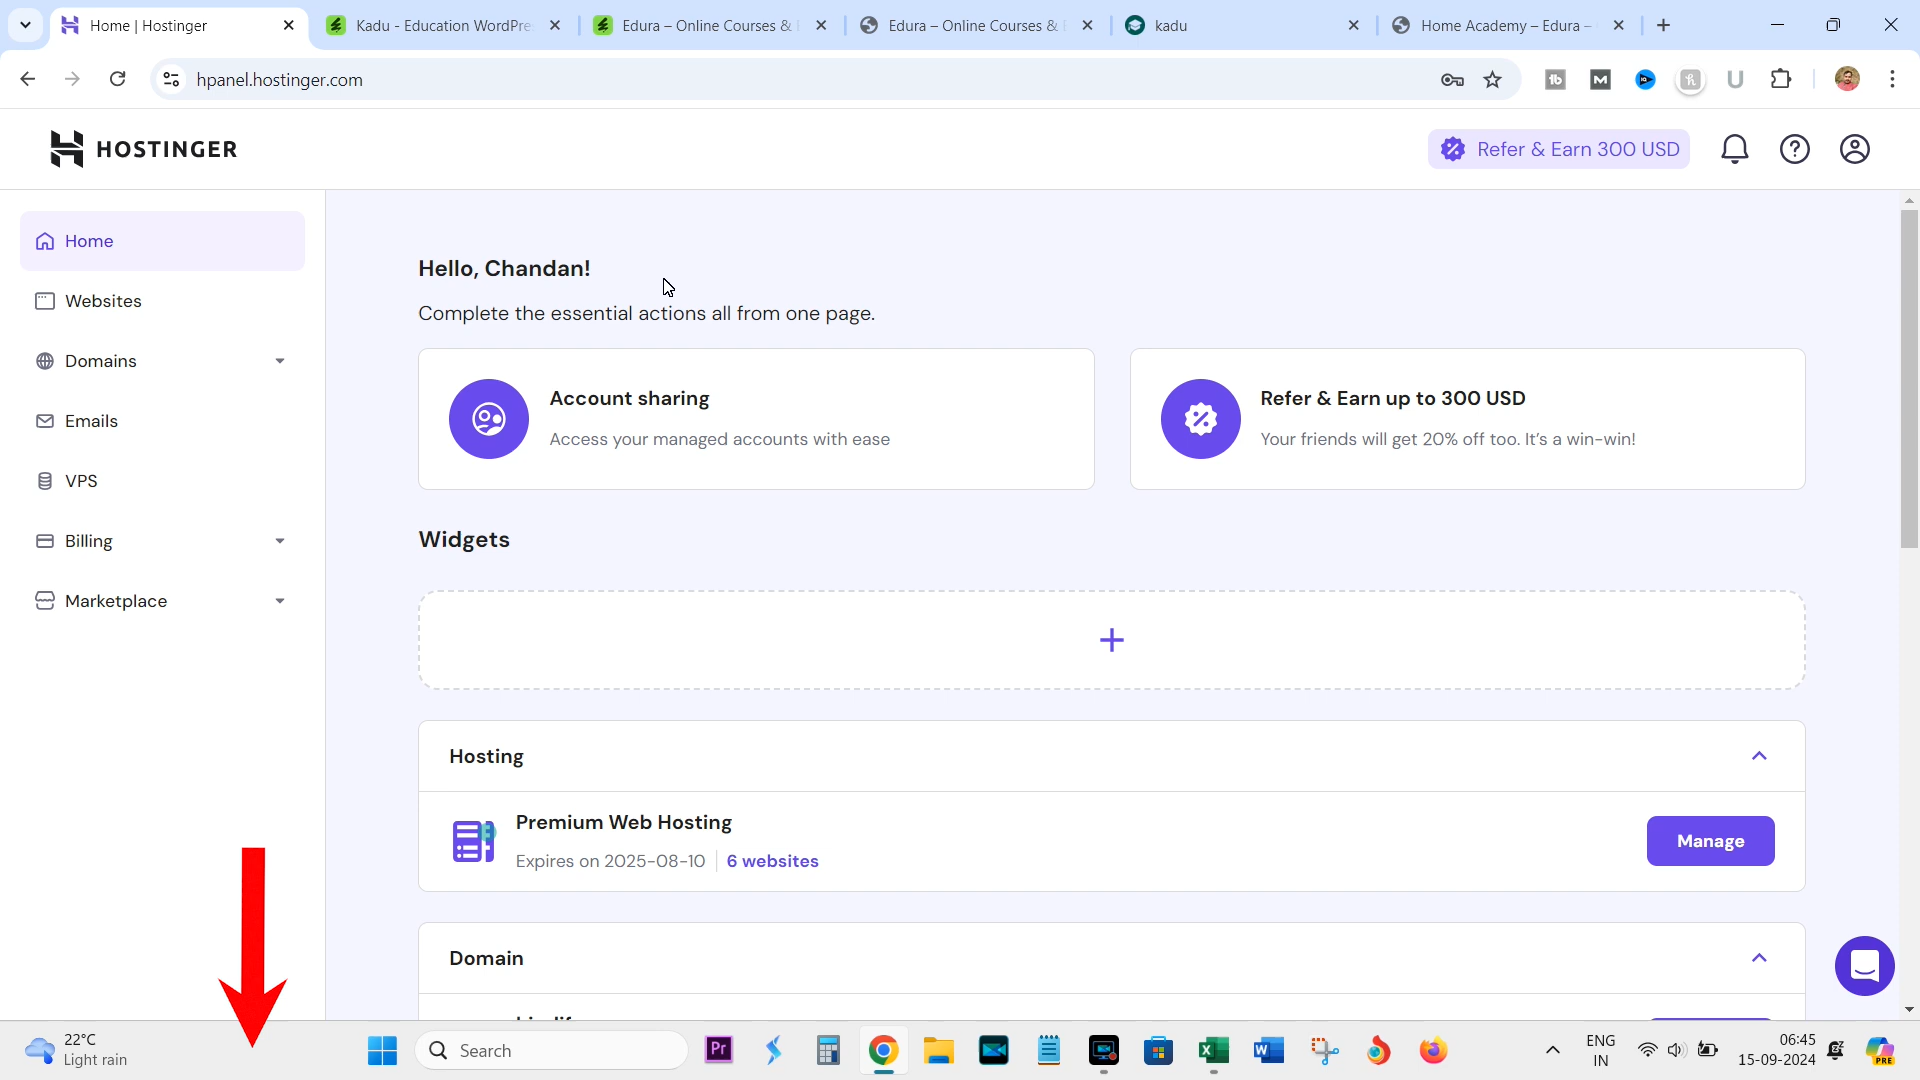 Home | Hostinger
Kadu - Education WordPre
Edura – Online Courses &
Edura – Online Courses &
kadu
Home Academy – Edura –
hpanel.hostinger.com
HOSTINGER
Refer & Earn 300 USD
Home
Websites
Domains
Emails
VPS
Billing
Marketplace
Hello, Chandan!
Complete the essential actions all from one page.
Account sharing
Access your managed accounts with ease
Refer & Earn up to 300 USD
Your friends will get 20% off too. It's a win-win!
Widgets
Hosting
Premium Web Hosting
Expires on 2025-08-10
6 websites
Manage
Domain
22°C
Light rain
Search
Pr
ENG
IN
06:45
15-09-2024
PRE